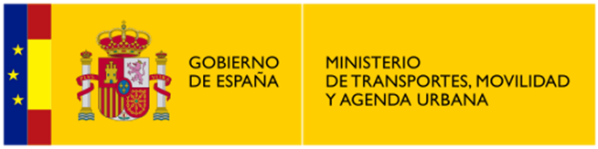 GOBIERNO
DE ESPAÑA
MINISTERIO
DE TRANSPORTES, MOVILIDAD
Y AGENDA URBANA